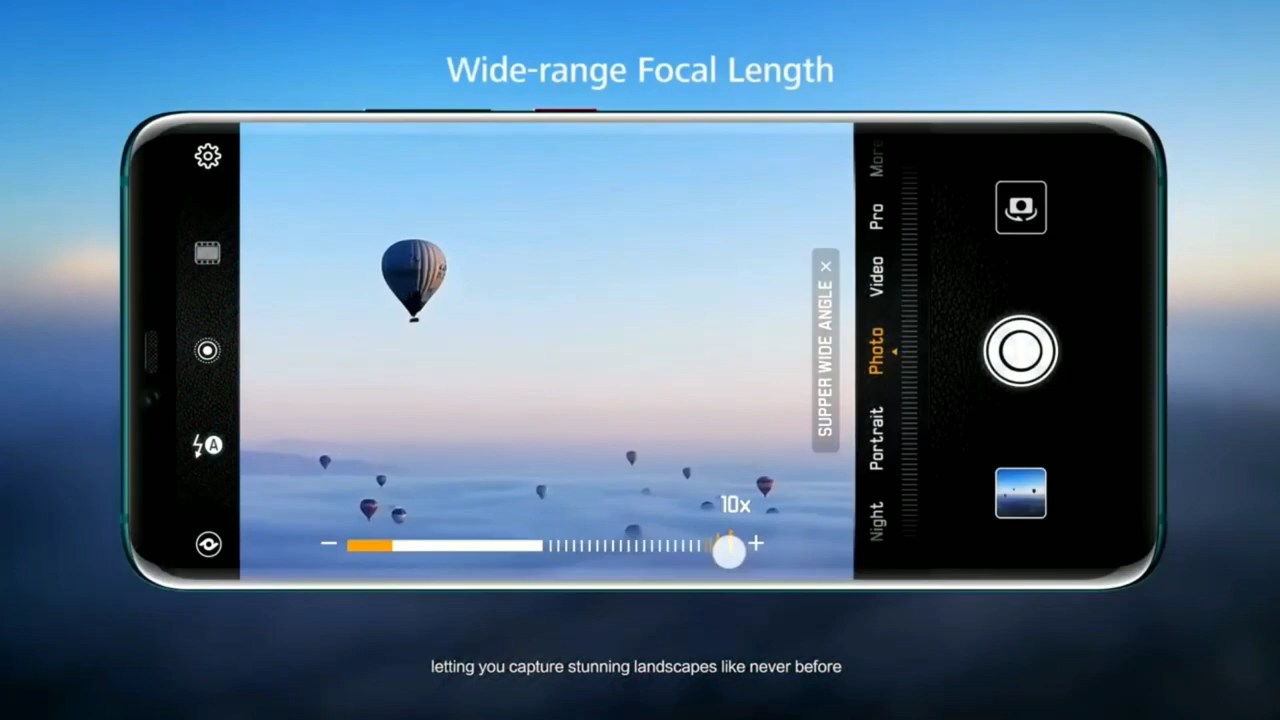 Wide-range Focal Length
More
Pro
Video
Photo
Portrait
Night
SUPPER WIDE ANGLE ×
A
10x
− +
letting you capture stunning landscapes like never before